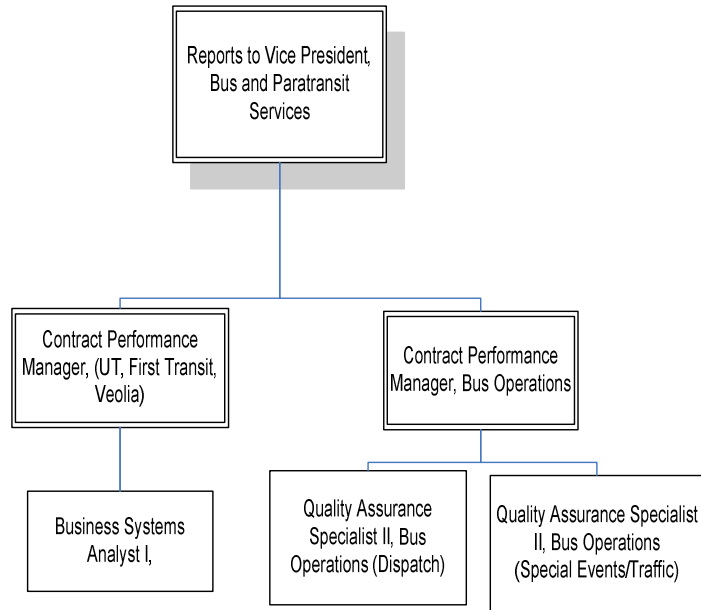 Reports to Vice President,
Bus and Paratransit
Services
Contract Performance
Manager, (UT, First Transit,
Veolia)
Contract Performance
Manager, Bus Operations
Business Systems
Analyst I,
Quality Assurance
Specialist II, Bus
Operations (Dispatch)
Quality Assurance Specialist
II, Bus Operations
(Special Events/Traffic)